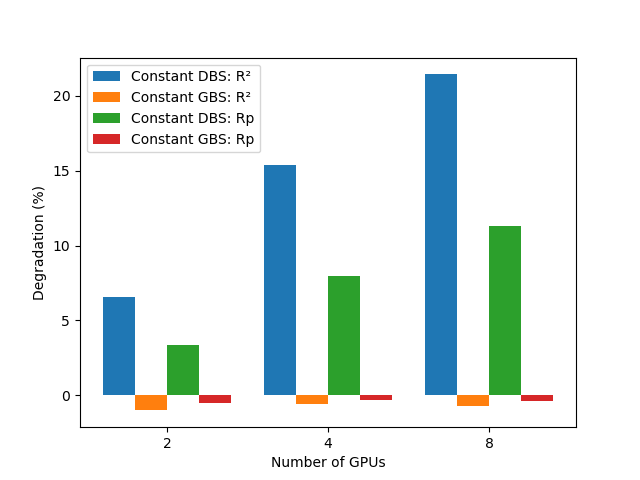 Constant DBS: R²
Constant GBS: R²
Constant DBS: Rp
Constant GBS: Rp
20
15
10
5
0
Degradation (%)
2 4 8
Number of GPUs